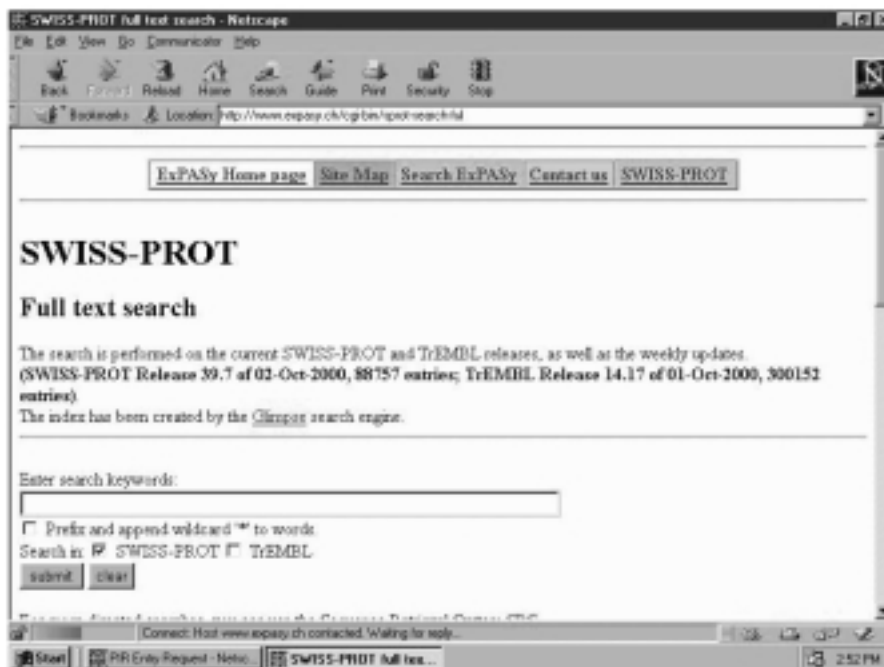 SWISS-PROT full text search - Netscape
File Edit View Go Communicator Help
Back Forward Reload Home Search Guide Print Security Stop
Bookmarks Location: http://www.expasy.ch/cgi-bin/sprot-search-ful
ExPASy Home page Site Map Search ExPASy Contact us SWISS-PROT
SWISS-PROT
Full text search
The search is performed on the current SWISS-PROT and TrEMBL releases, as well as the weekly updates.
(SWISS-PROT Release 39.7 of 02-Oct-2000, 88757 entries; TrEMBL Release 14.17 of 01-Oct-2000, 300152
entries)
The index has been created by the Glimpse search engine.
Enter search keywords:
Prefix and append wildcard '*' to words
Search in: SWISS-PROT TrEMBL
submit clear
Connect: Host www.expasy.ch contacted. Waiting for reply...
Start PIR Entry Request - Netsc... SWISS-PROT full tex... 2:52 PM